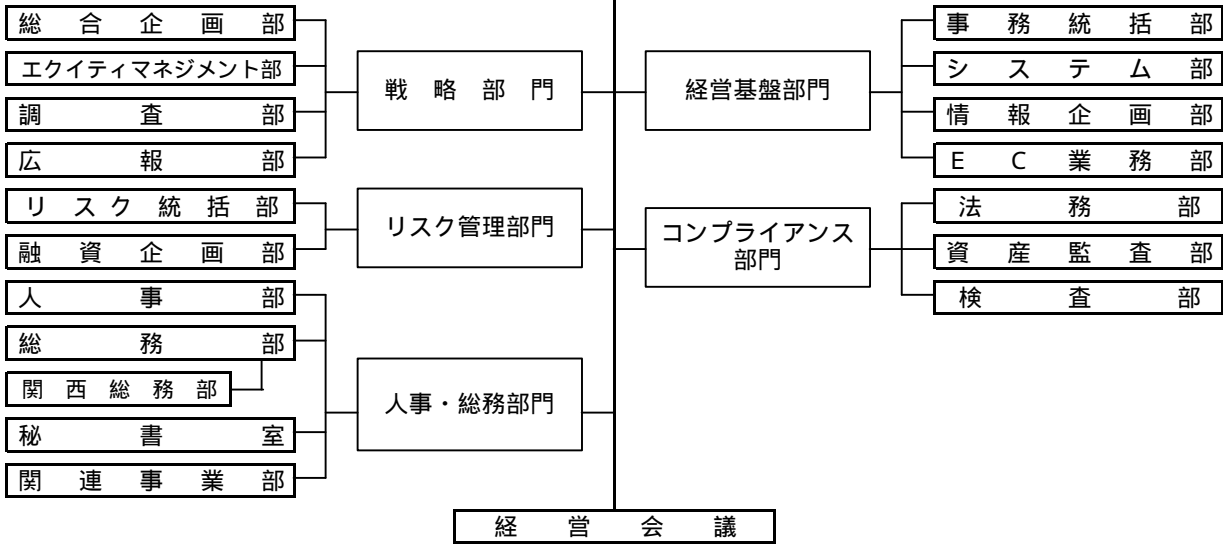 総合企画部
エクイティマネジメント部
調査部
広報部
戦略部門
リスク統括部
融資企画部
リスク管理部門
人事部
総務部
関西総務部
秘書室
関連事業部
人事・総務部門
経営基盤部門
事務統括部
システム部
情報企画部
EC業務部
コンプライアンス
部門
法務部
資産監査部
検査部
経営会議